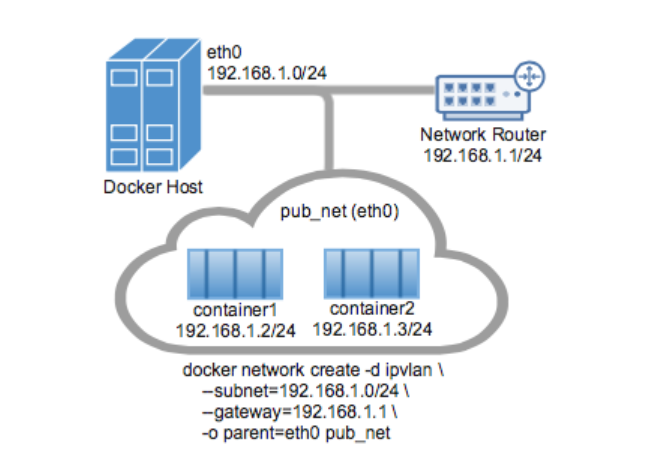 eth0
192.168.1.0/24
Network Router
192.168.1.1/24
Docker Host
pub_net (eth0)
container1
192.168.1.2/24
container2
192.168.1.3/24
docker network create -d ipvlan \
--subnet=192.168.1.0/24 \
--gateway=192.168.1.1 \
-o parent=eth0 pub_net